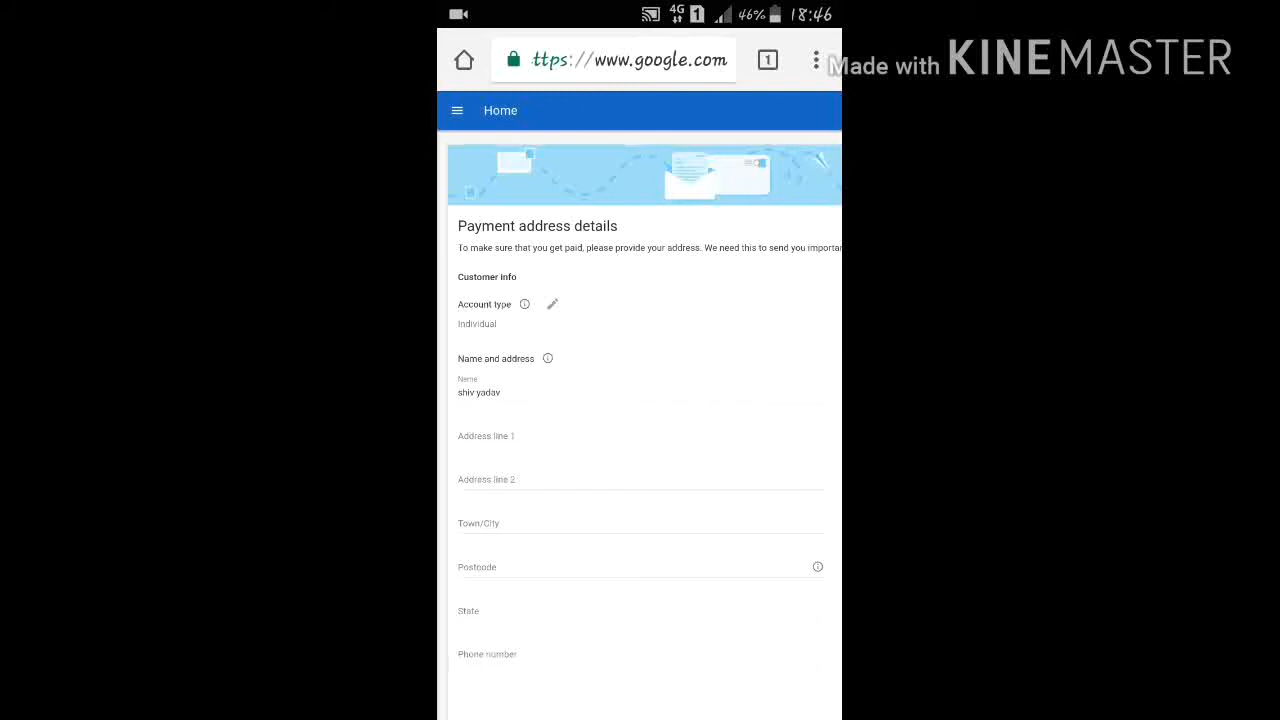 4G 1 46% 18:46
ttps://www.google.com 1
Made with KINEMASTER
Home
Payment address details
To make sure that you get paid, please provide your address. We need this to send you importan
Customer info
Account type
Individual
Name and address
Name
shiv yadav
Address line 1
Address line 2
Town/City
Postcode
State
Phone number